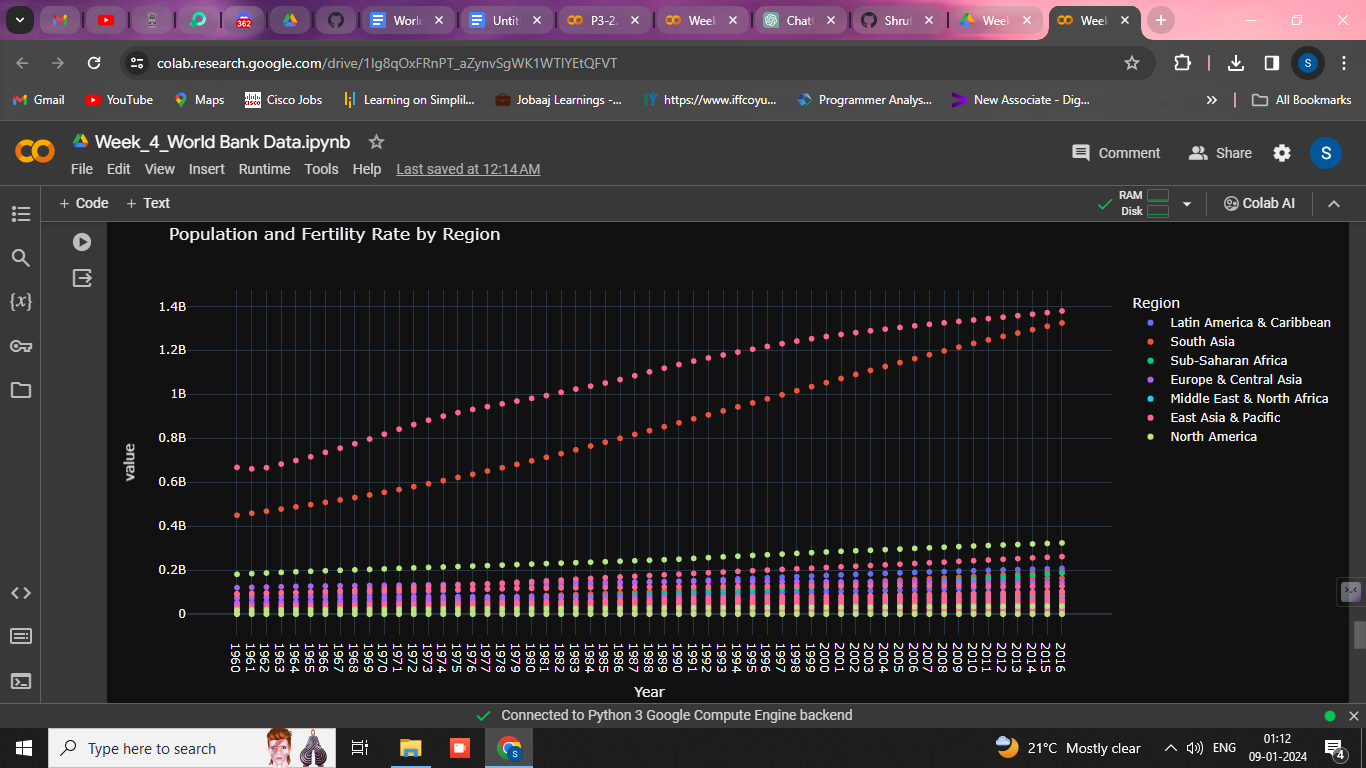 362
Worl
Untit
P3-2.
Weel
Chat
Shrut
Weel
Weel
colab.research.google.com/drive/1Ig8qOxFRnPT_aZynvSgWK1WTlYEtQFVT
S
Gmail
YouTube
Maps
Cisco Jobs
Learning on Simplil...
Jobaaj Learnings -...
https://www.iffcoyu...
Programmer Analys...
New Associate - Dig...
All Bookmarks
Week_4_World Bank Data.ipynb
File Edit View Insert Runtime Tools Help Last saved at 12:14 AM
Comment
Share
S
+ Code + Text
RAM
Disk
Colab AI
Population and Fertility Rate by Region
value
1.4B
1.2B
1B
0.8B
0.6B
0.4B
0.2B
0
1960 1961 1962 1963 1964 1965 1966 1967 1968 1969 1970 1971 1972 1973 1974 1975 1976 1977 1978 1979 1980 1981 1982 1983 1984 1985 1986 1987 1988 1989 1990 1991 1992 1993 1994 1995 1996 1997 1998 1999 2000 2001 2002 2003 2004 2005 2006 2007 2008 2009 2010 2011 2012 2013 2014 2015 2016
Year
Region
Latin America & Caribbean
South Asia
Sub-Saharan Africa
Europe & Central Asia
Middle East & North Africa
East Asia & Pacific
North America
Connected to Python 3 Google Compute Engine backend
Type here to search
21°C Mostly clear
ENG
01:12
09-01-2024
4